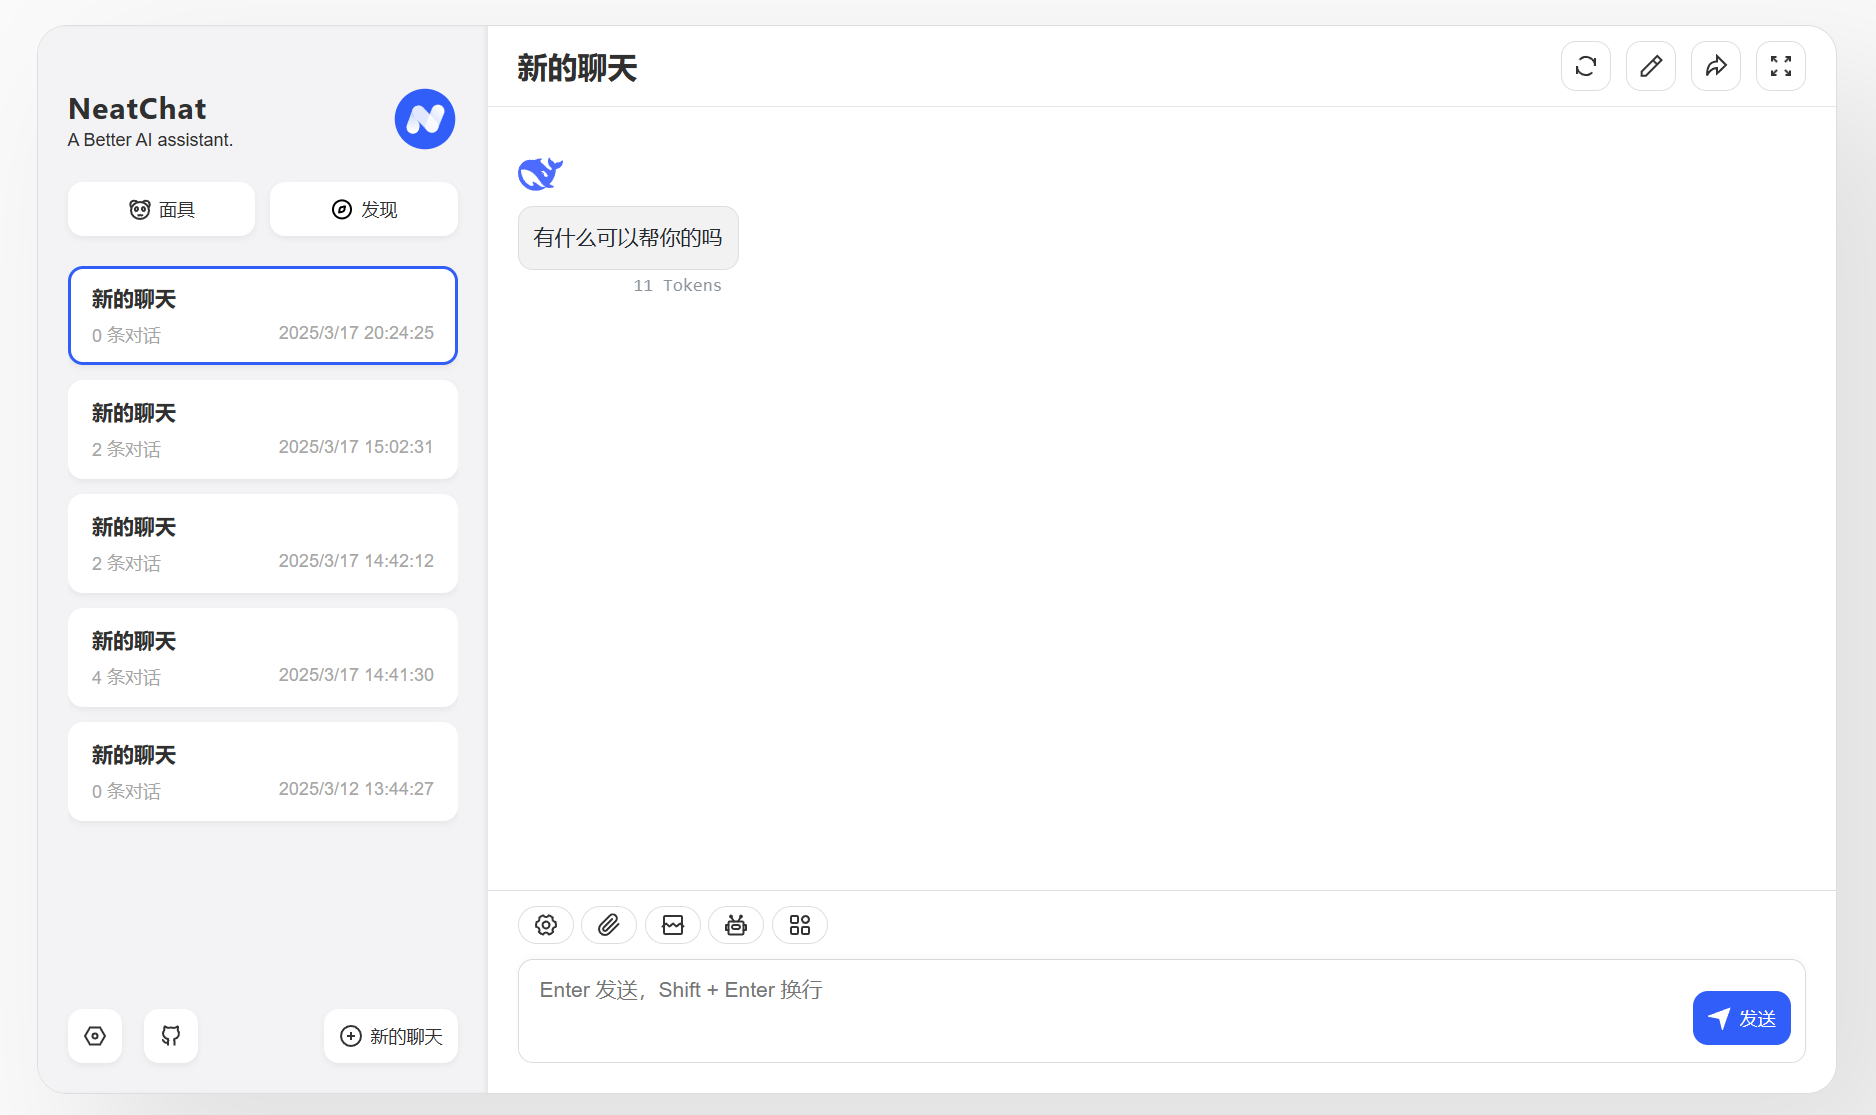 NeatChat
A Better AI assistant.
面具
发现
新的聊天
0 条对话
2025/3/17 20:24:25
新的聊天
2 条对话
2025/3/17 15:02:31
新的聊天
2 条对话
2025/3/17 14:42:12
新的聊天
4 条对话
2025/3/17 14:41:30
新的聊天
0 条对话
2025/3/12 13:44:27
新的聊天
新的聊天
有什么可以帮你的吗
11 Tokens
Enter 发送，Shift + Enter 换行
发送